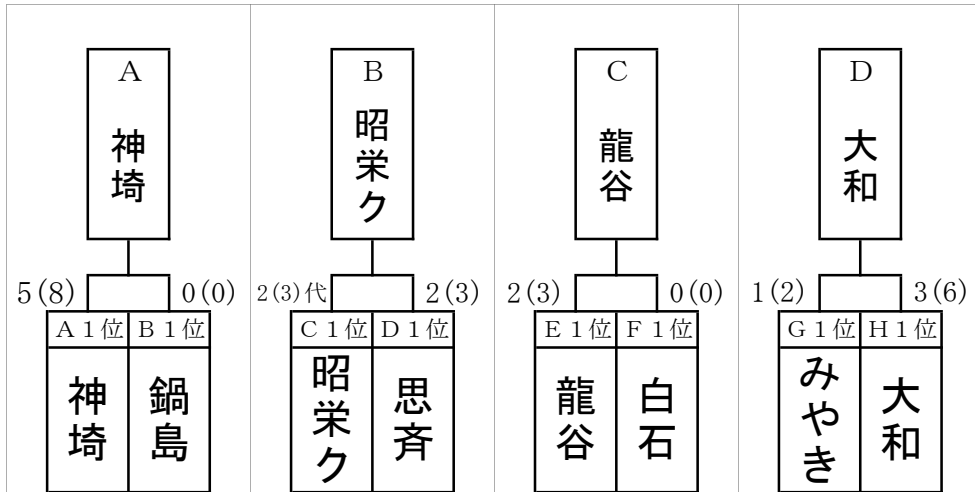 A
神埼
B
昭栄ク
C
龍谷
D
大和
5(8)
0(0)
2(3)代
2(3)
2(3)
0(0)
1(2)
3(6)
A1位
B1位
C1位
D1位
E1位
F1位
G1位
H1位
神埼
鍋島
昭栄ク
思斉
龍谷
白石
みやき
大和